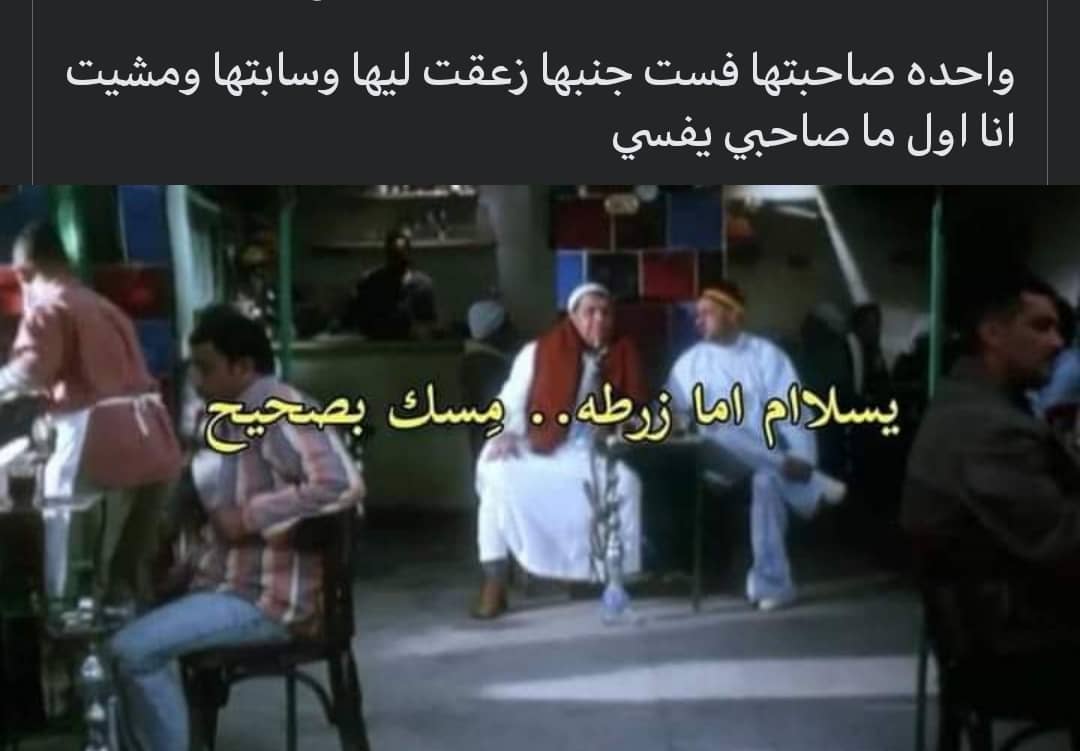 واحده صاحبتها فست جنبها زعقت ليها وسابتها ومشيت
انا اول ما صاحبي يفسي
يسلاام اما زرطه.. مِسك بصحيح